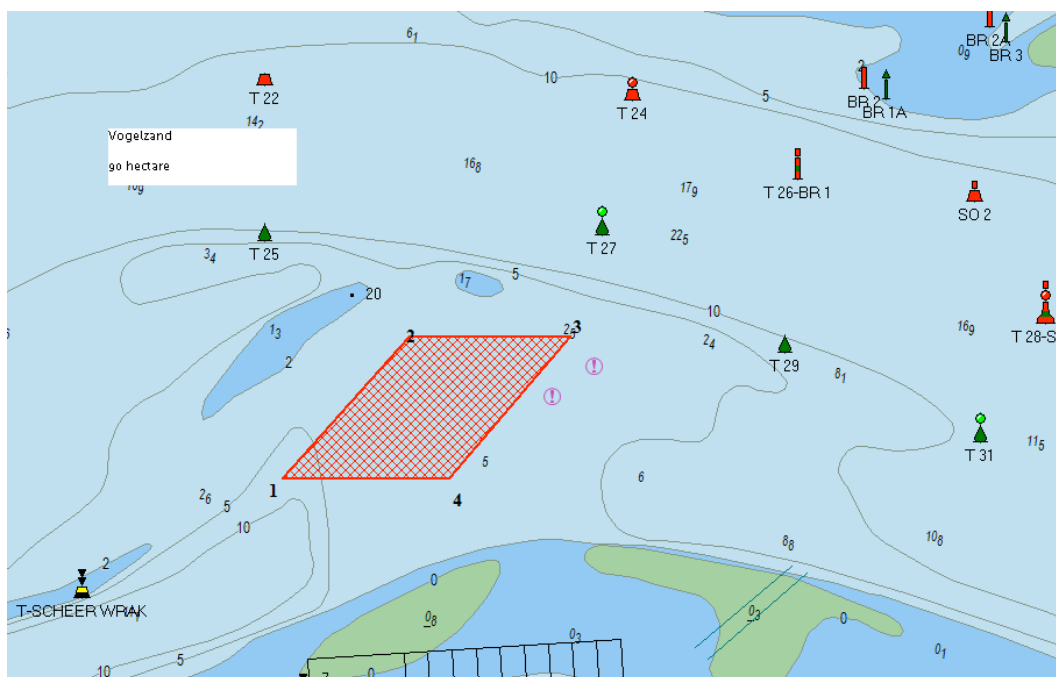 6₁
BR 2A
BR 3
0₉
2
10
5
T 22
T 24
BR 2
BR 1A
14₂
Vogelzand
90 hectare
16₈
17₉
T 26-BR 1
SO 2
T 25
T 27
22₅
3₄
5
1₇
20
10
16₉
T 28-S
1₃
2
2
3
2₄
T 29
8₁
!
!
T 31
11₅
5
6
1
4
2₆
5
10
10₈
8₈
2
0
T-SCHEER WRAK
0₈
0₃
0
0₃
0₁
5
10
0
7